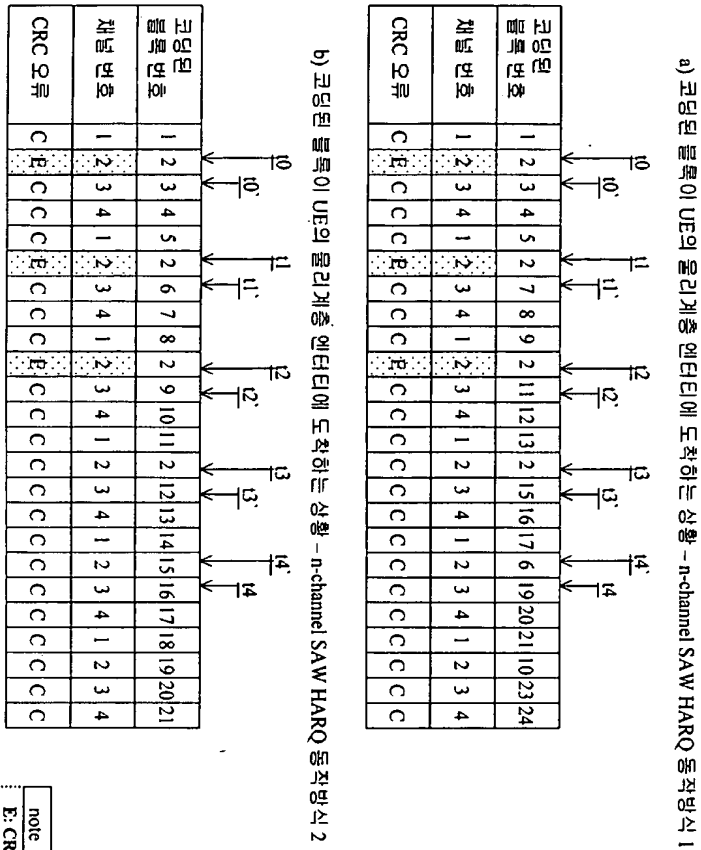 a) 코딩된 블록이 UE의 물리계층 엔터티에 도착하는 상황 – n-channel SAW HARQ 동작방식 1
t0 t0` t1 t1` t2 t2` t3 t3` t4` t4
코딩된
블록 번호 1 2 3 4 5 2 7 8 9 2 11 12 13 2 15 16 17 6 19 20 21 10 23 24
채널 번호 1 2 3 4 1 2 3 4 1 2 3 4 1 2 3 4 1 2 3 4 1 2 3 4
CRC 오류 C E C C C E C C C E C C C C C C C C C C C C C C
b) 코딩된 블록이 UE의 물리계층 엔터티에 도착하는 상황 – n-channel SAW HARQ 동작방식 2
t0 t0` t1 t1` t2 t2` t3 t3` t4` t4
코딩된
블록 번호 1 2 3 4 5 2 6 7 8 2 9 10 11 2 12 13 14 15 16 17 18 19 20 21
채널 번호 1 2 3 4 1 2 3 4 1 2 3 4 1 2 3 4 1 2 3 4 1 2 3 4
CRC 오류 C E C C C E C C C E C C C C C C C C C C C C C C
note
E: CR